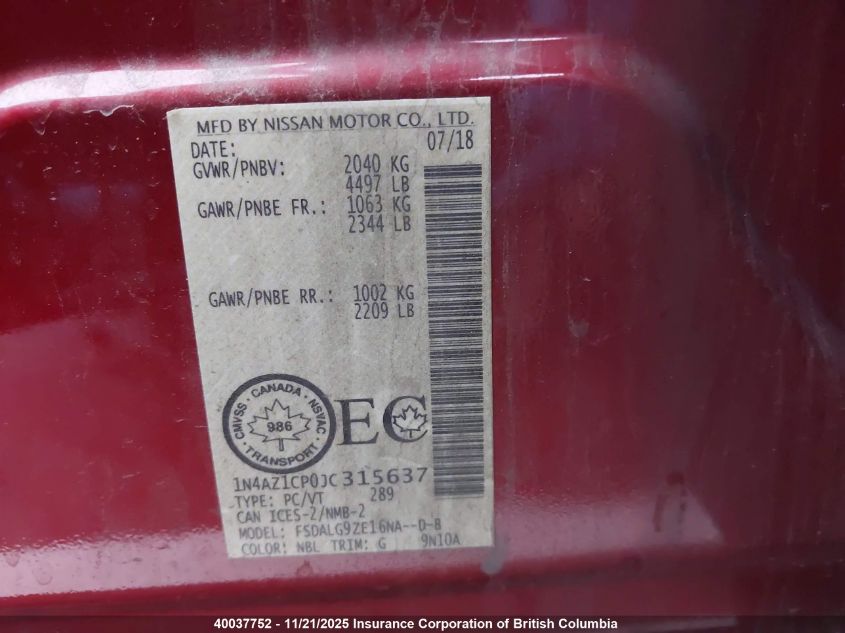 MFD BY NISSAN MOTOR CO., LTD.
DATE: 07/18
GVWR/PNBV: 2040 KG
4497 LB
GAWR/PNBE FR.: 1063 KG
2344 LB
GAWR/PNBE RR.: 1002 KG
2209 LB
CANADA
CMVSS 986 NSVAC
TRANSPORT
EC
1N4AZ1CP0JC315637
TYPE: PC/VT 289
CAN ICES-2/NMB-2
MODEL: FSDALG9ZE16NA--D-B
COLOR: NBL TRIM: G 9N10A
40037752 - 11/21/2025 Insurance Corporation of British Columbia